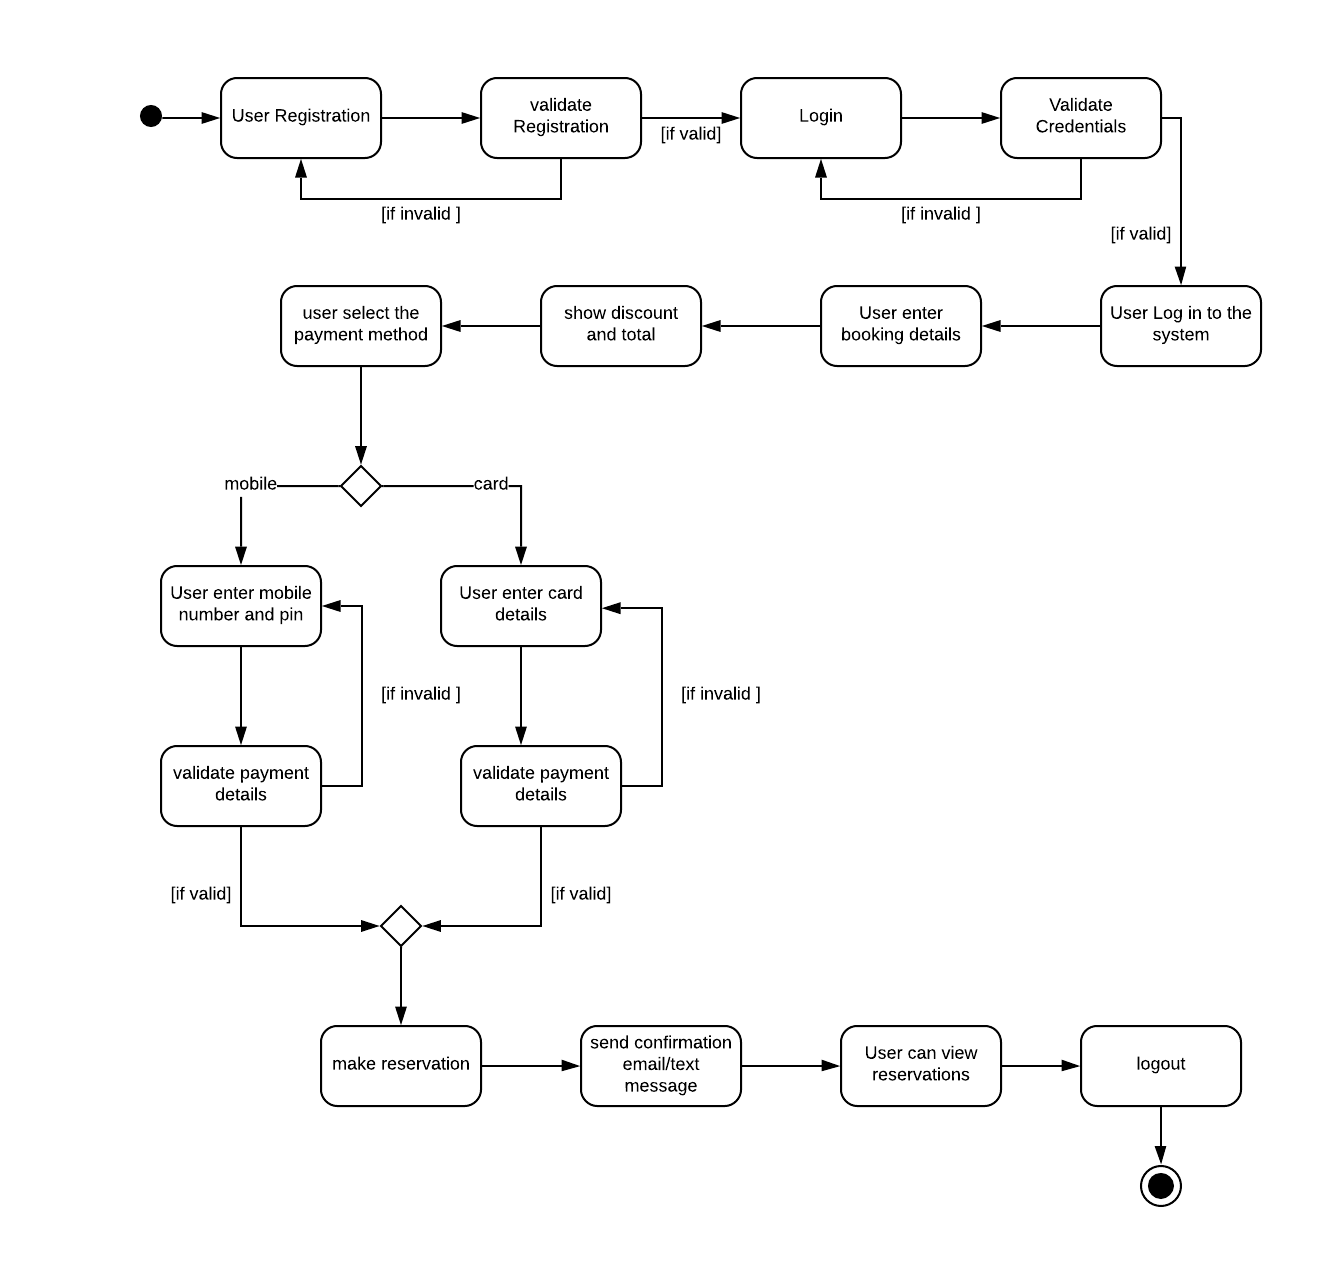 User Registration
validate
Registration
[if valid]
Login
Validate
Credentials
[if invalid ]
[if invalid ]
[if valid]
user select the
payment method
show discount
and total
User enter
booking details
User Log in to the
system
mobile
card
User enter mobile
number and pin
User enter card
details
[if invalid ]
[if invalid ]
validate payment
details
validate payment
details
[if valid]
[if valid]
make reservation
send confirmation
email/text
message
User can view
reservations
logout